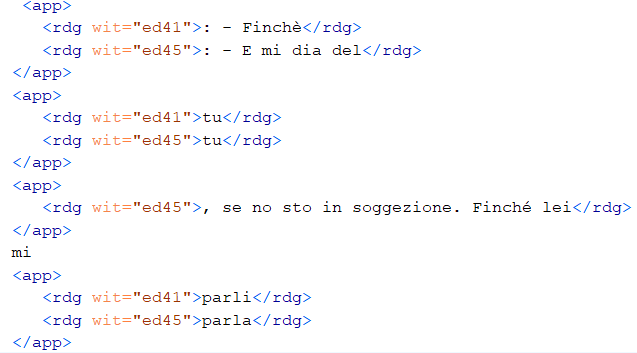 <app>
<rdg wit="ed41">: - Finchè</rdg>
<rdg wit="ed45">: - E mi dia del</rdg>
</app>
<app>
<rdg wit="ed41">tu</rdg>
<rdg wit="ed45">tu</rdg>
</app>
<app>
<rdg wit="ed45">, se no sto in soggezione. Finché lei</rdg>
</app>
mi
<app>
<rdg wit="ed41">parli</rdg>
<rdg wit="ed45">parla</rdg>
</app>